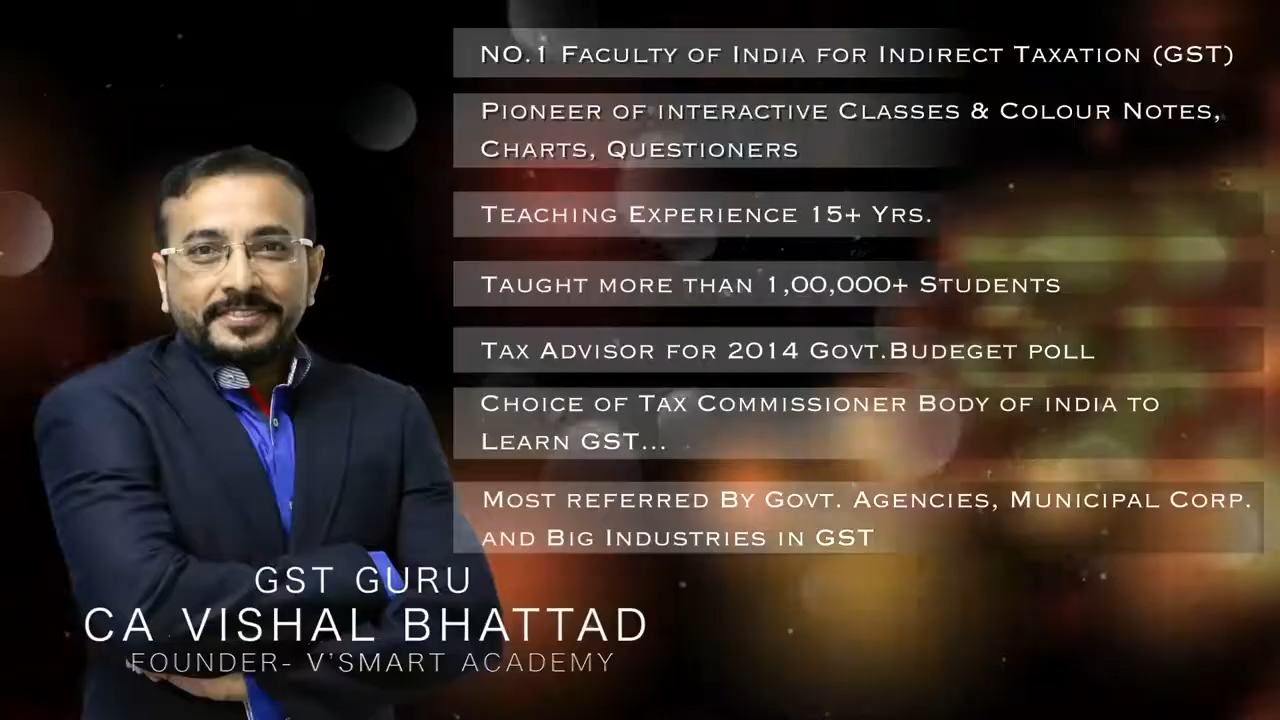 NO.1 Faculty of India for Indirect Taxation (GST)
Pioneer of interactive Classes & Colour Notes,
Charts, Questioners
Teaching Experience 15+ Yrs.
Taught more than 1,00,000+ Students
Tax Advisor for 2014 Govt.Budeget poll
Choice of Tax Commissioner Body of india to
Learn GST...
Most referred By Govt. Agencies, Municipal Corp.
and Big Industries in GST
GST GURU
CA VISHAL BHATTAD
FOUNDER- V'SMART ACADEMY